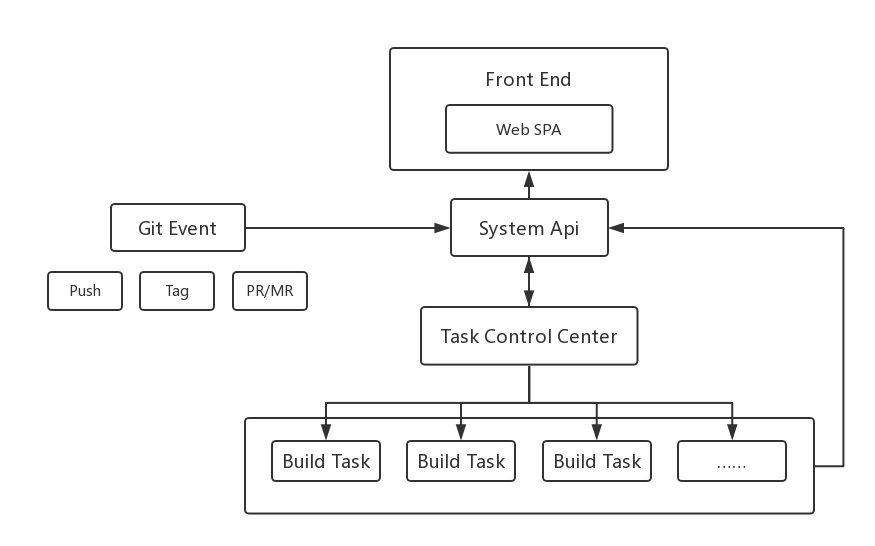 Front End
Web SPA
Git Event
System Api
Push
Tag
PR/MR
Task Control Center
Build Task
Build Task
Build Task
......